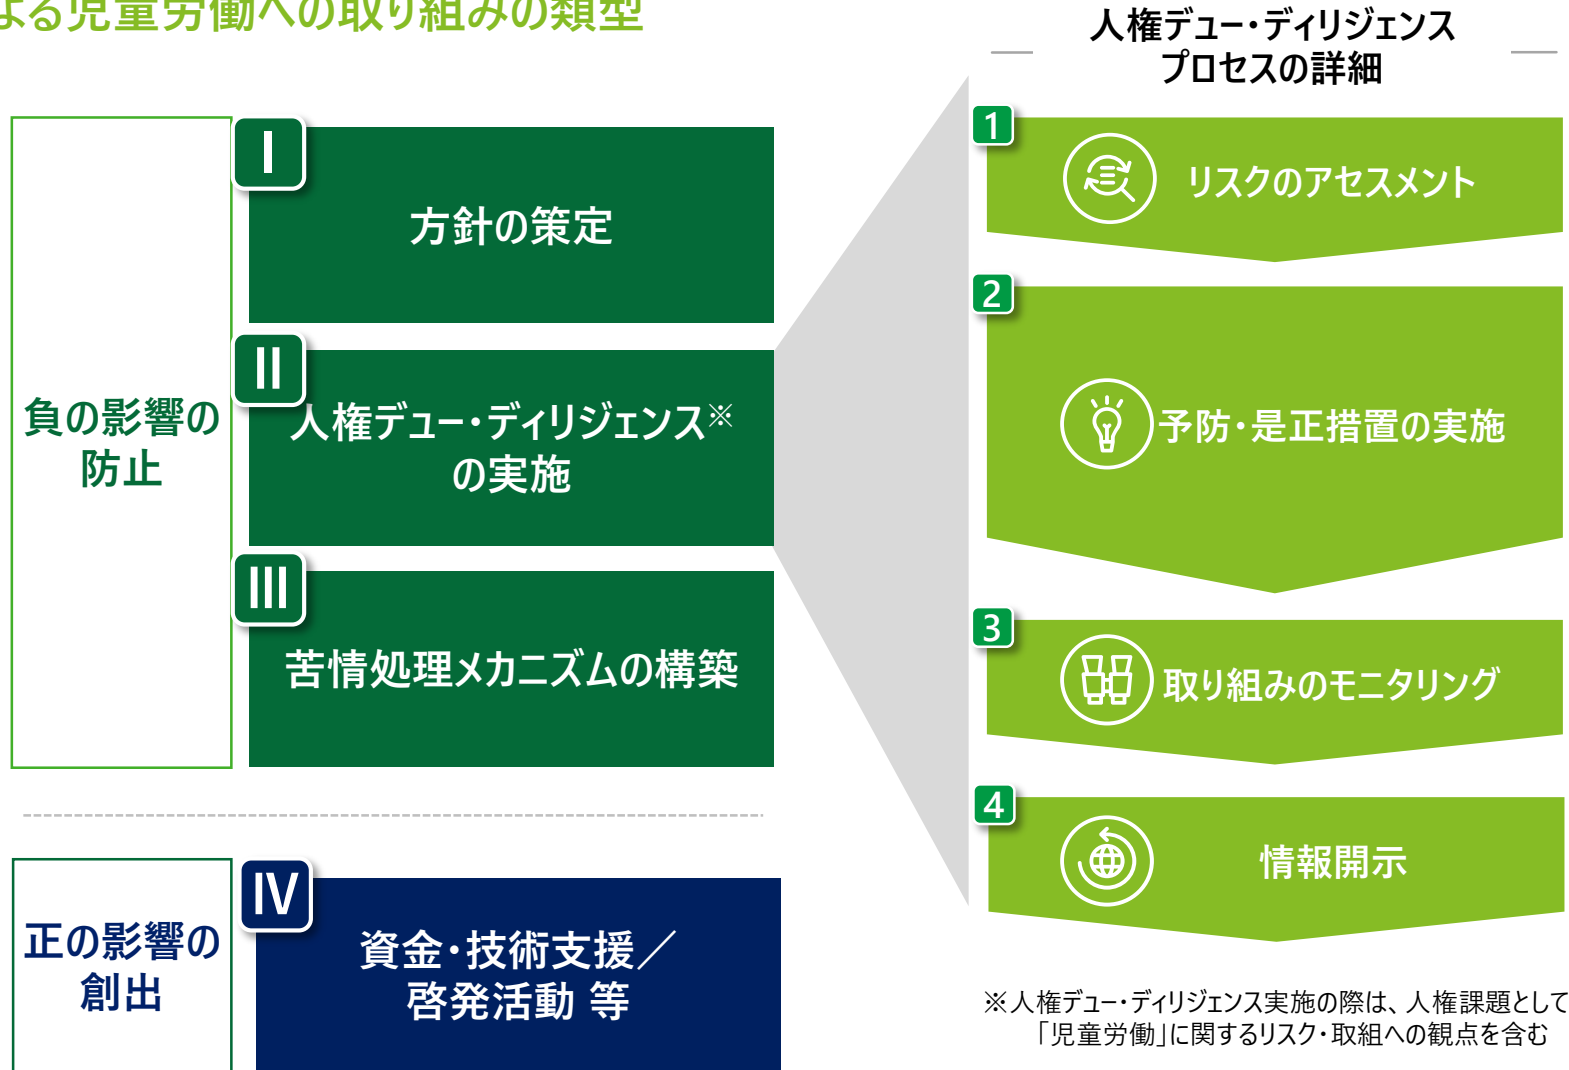 よる児童労働への取り組みの類型
負の影響の
防止
Ⅰ
方針の策定
Ⅱ
人権デュー・ディリジェンス※
の実施
Ⅲ
苦情処理メカニズムの構築
正の影響の
創出
Ⅳ
資金・技術支援／
啓発活動 等
人権デュー・ディリジェンス
プロセスの詳細
1
リスクのアセスメント
2
予防・是正措置の実施
3
取り組みのモニタリング
4
情報開示
※人権デュー・ディリジェンス実施の際は、人権課題として
「児童労働」に関するリスク・取組への観点を含む